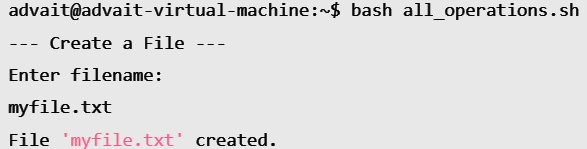 advait@advait-virtual-machine:~$ bash all_operations.sh
--- Create a File ---
Enter filename:
myfile.txt
File 'myfile.txt' created.